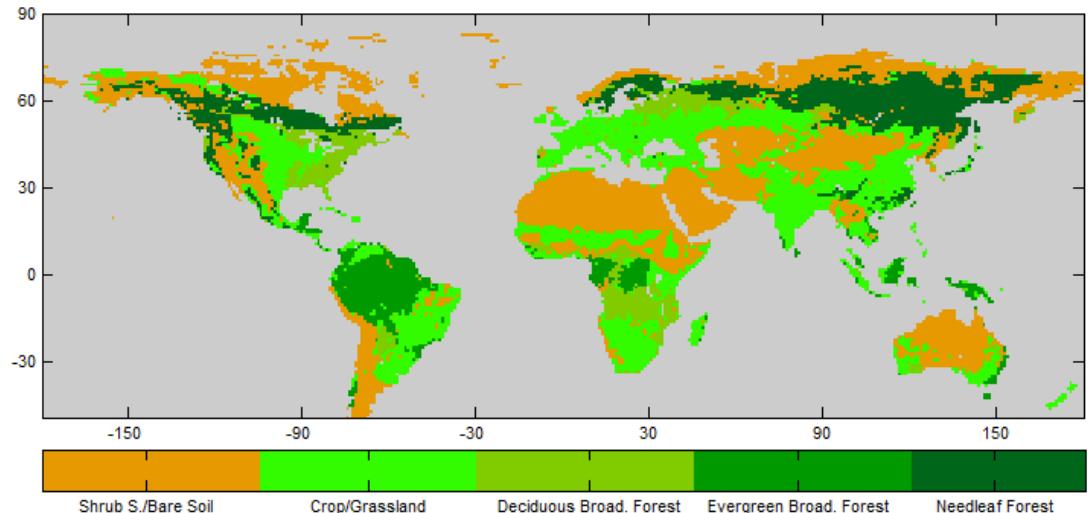 90
60
30
0
-30
-150 -90 -30 30 90 150
Shrub S./Bare Soil Crop/Grassland Deciduous Broad. Forest Evergreen Broad. Forest Needleaf Forest